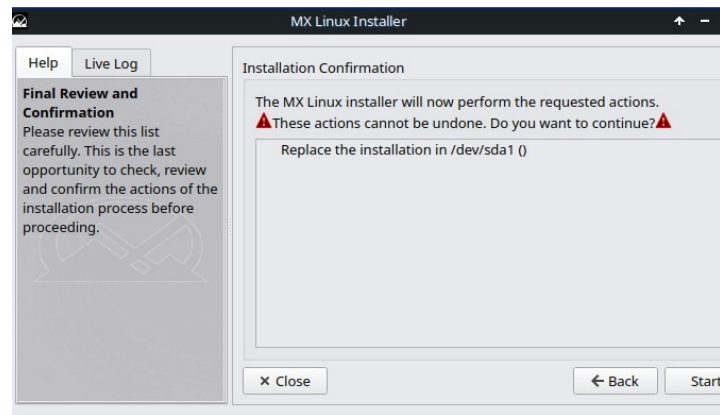 MX Linux Installer
Help
Live Log
Final Review and
Confirmation
Please review this list
carefully. This is the last
opportunity to check, review
and confirm the actions of the
installation process before
proceeding.
Installation Confirmation
The MX Linux installer will now perform the requested actions.
These actions cannot be undone. Do you want to continue?
Replace the installation in /dev/sda1 ()
Close
Back
Start